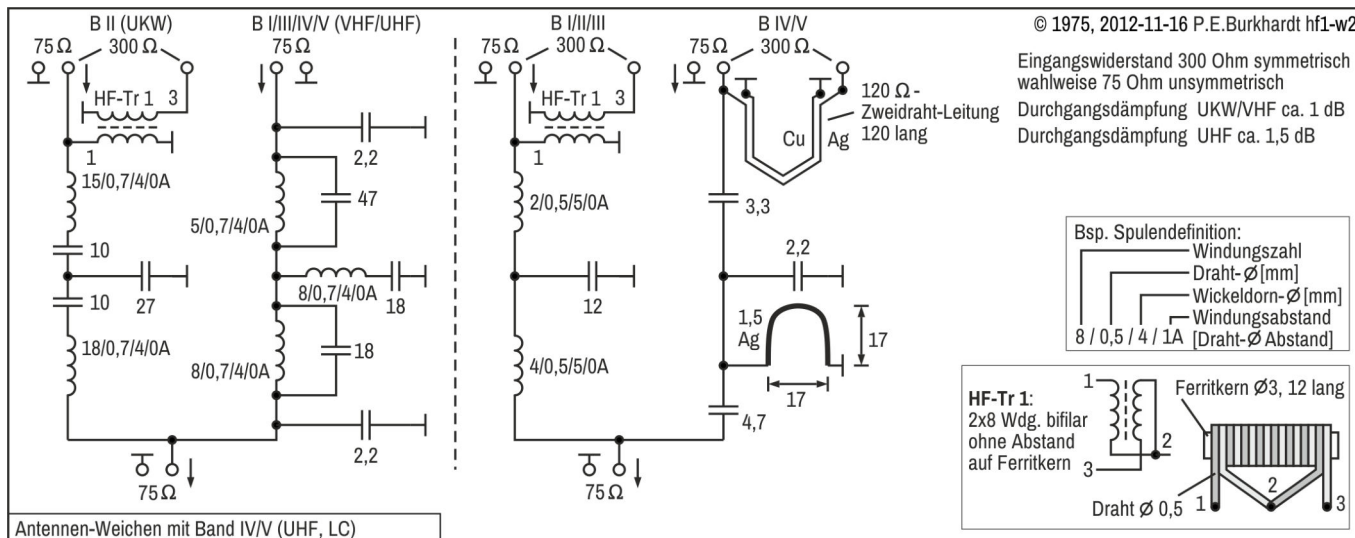 B II (UKW)
75 Ω
300 Ω
HF-Tr 1
3
1
15/0,7/4/0A
10
27
10
18/0,7/4/0A
B I/III/IV/V (VHF/UHF)
75 Ω
2,2
47
5/0,7/4/0A
8/0,7/4/0A
18
18
8/0,7/4/0A
2,2
75 Ω
B I/II/III
75 Ω
300 Ω
HF-Tr 1
3
1
2/0,5/5/0A
12
4/0,5/5/0A
B IV/V
75 Ω
300 Ω
120 Ω -
Zweidraht-Leitung
120 lang
Cu
Ag
3,3
2,2
1,5
Ag
17
17
4,7
75 Ω
© 1975, 2012-11-16 P.E.Burkhardt hf1-w2
Eingangswiderstand 300 Ohm symmetrisch
wahlweise 75 Ohm unsymmetrisch
Durchgangsdämpfung UKW/VHF ca. 1 dB
Durchgangsdämpfung UHF ca. 1,5 dB
Bsp. Spulendefinition:
Windungszahl
Draht-Ø [mm]
Wickeldorn-Ø [mm]
Windungsabstand
8 / 0,5 / 4 / 1A [Draht-Ø Abstand]
HF-Tr 1:
2x8 Wdg. bifilar
ohne Abstand
auf Ferritkern
1
2
3
Ferritkern Ø3, 12 lang
Draht Ø 0,5
1
2
3
Antennen-Weichen mit Band IV/V (UHF, LC)